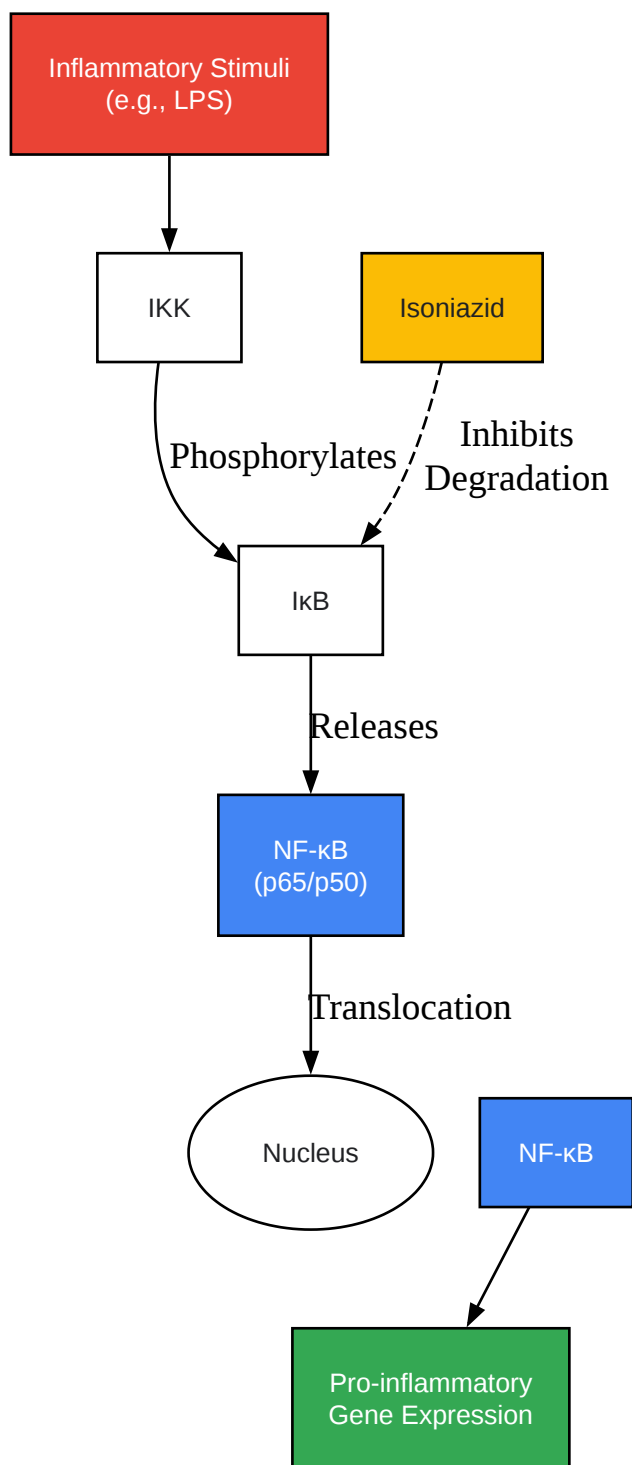 Inflammatory Stimuli
(e.g., LPS)
IKK
Isoniazid
Phosphorylates
Inhibits
Degradation
IκB
Releases
NF-κB
(p65/p50)
Translocation
Nucleus
NF-κB
Pro-inflammatory
Gene Expression